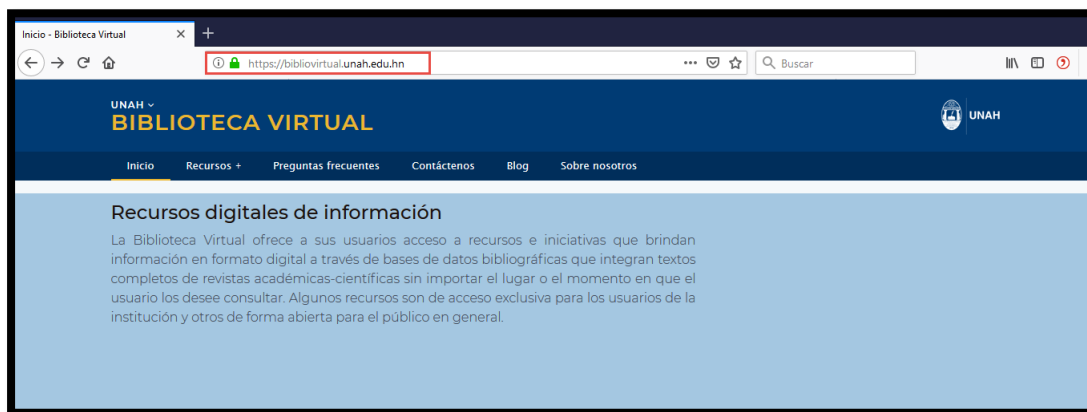 Inicio - Biblioteca Virtual
https://bibliovirtual.unah.edu.hn
Buscar
UNAH
BIBLIOTECA VIRTUAL
UNAH
Inicio Recursos + Preguntas frecuentes Contáctenos Blog Sobre nosotros
Recursos digitales de información
La Biblioteca Virtual ofrece a sus usuarios acceso a recursos e iniciativas que brindan
información en formato digital a través de bases de datos bibliográficas que integran textos
completos de revistas académicas-científicas sin importar el lugar o el momento en que el
usuario los desee consultar. Algunos recursos son de acceso exclusiva para los usuarios de la
institución y otros de forma abierta para el público en general.